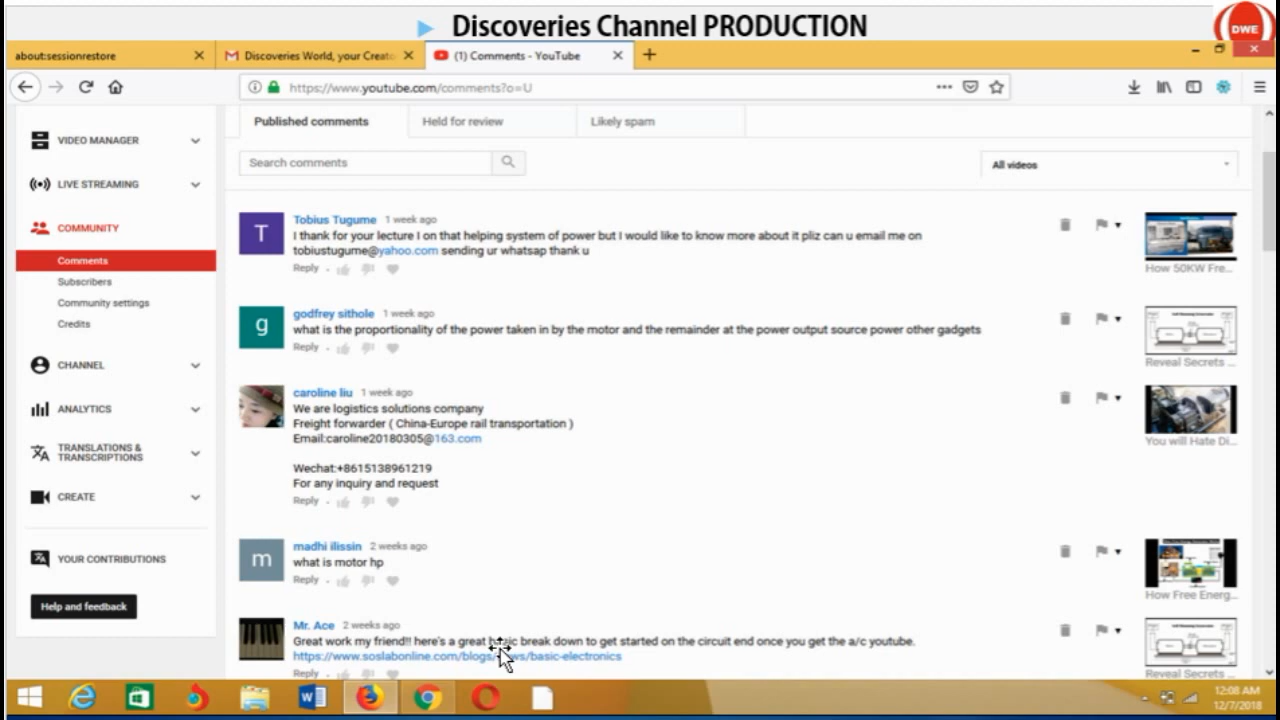 Discoveries Channel PRODUCTION
DWE
about:sessionrestore
Discoveries World, your Creato
(1) Comments - YouTube
https://www.youtube.com/comments?o=U
Published comments
Held for review
Likely spam
Search comments
All videos
VIDEO MANAGER
LIVE STREAMING
COMMUNITY
Comments
Subscribers
Community settings
Credits
CHANNEL
ANALYTICS
TRANSLATIONS &
TRANSCRIPTIONS
CREATE
YOUR CONTRIBUTIONS
Help and feedback
T
Tobius Tugume 1 week ago
I thank for your lecture I on that helping system of power but I would like to know more about it pliz can u email me on
tobiustugume@yahoo.com sending ur whatsap thank u
Reply
How 50KW Fre...
g
godfrey sithole 1 week ago
what is the proportionality of the power taken in by the motor and the remainder at the power output source power other gadgets
Reply
Reveal Secrets ...
caroline liu 1 week ago
We are logistics solutions company
Freight forwarder ( China-Europe rail transportation )
Email:caroline20180305@163.com
Wechat:+8615138961219
For any inquiry and request
Reply
You will Hate Di...
m
madhi ilissin 2 weeks ago
what is motor hp
Reply
How Free Energ...
Mr. Ace 2 weeks ago
Great work my friend!! here's a great basic break down to get started on the circuit end once you get the a/c youtube.
https://www.soslabonline.com/blogs/news/basic-electronics
Reply
Reveal Secrets ...
12:08 AM
12/7/2018